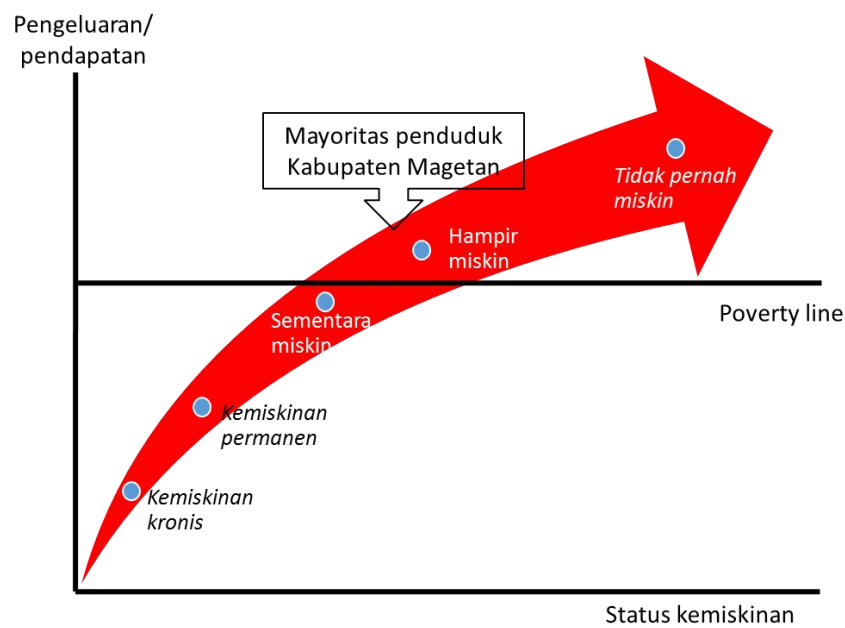 Pengeluaran/
pendapatan
Mayoritas penduduk
Kabupaten Magetan
Tidak pernah
miskin
Hampir
miskin
Poverty line
Sementara
miskin
Kemiskinan
permanen
Kemiskinan
kronis
Status kemiskinan